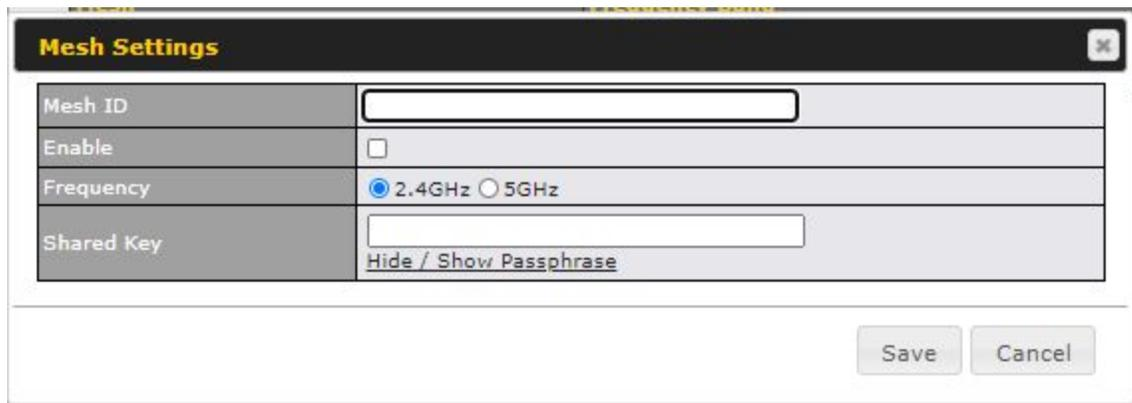 Mesh Settings
Mesh ID
Enable
Frequency 2.4GHz 5GHz
Shared Key
Hide / Show Passphrase
Save Cancel